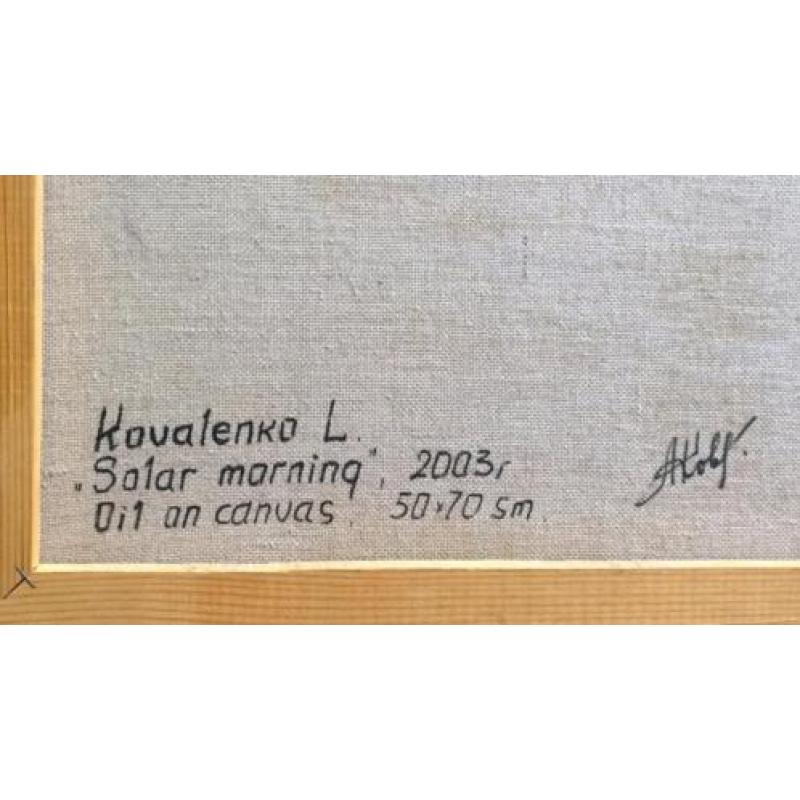 Kovalenko L.
„Solar morning", 2003г
Oil on canvas. 50×70 sm.